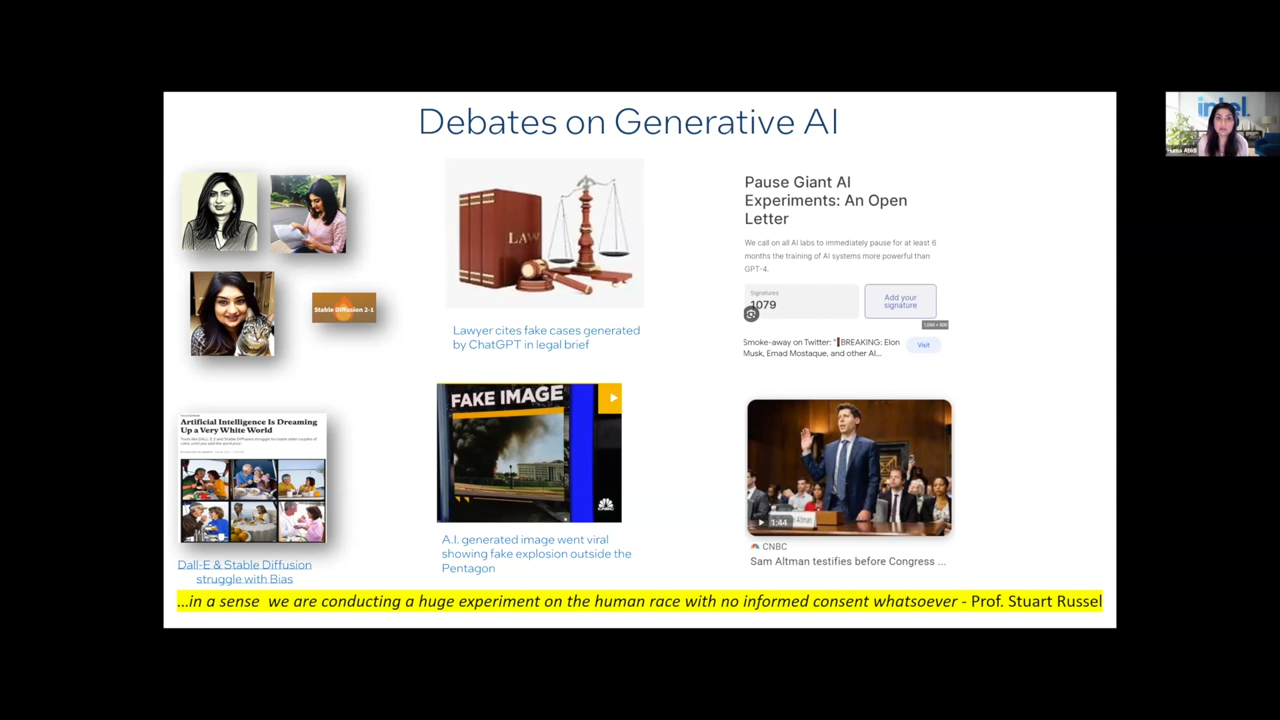 Debates on Generative AI
intel.
Stable Diffusion 2-1
Artificial Intelligence Is Dreaming
Up a Very White World
Dall-E & Stable Diffusion
struggle with Bias
LAW
Lawyer cites fake cases generated
by ChatGPT in legal brief
FAKE IMAGE
CNBC
A.I. generated image went viral
showing fake explosion outside the
Pentagon
Pause Giant AI
Experiments: An Open
Letter
We call on all AI labs to immediately pause for at least 6
months the training of AI systems more powerful than
GPT-4.
Signatures
1079
Add your
signature
Smoke-away on Twitter: "BREAKING: Elon
Musk, Emad Mostaque, and other AI...
Visit
1:44
Altman
CNBC
Sam Altman testifies before Congress ...
...in a sense we are conducting a huge experiment on the human race with no informed consent whatsoever - Prof. Stuart Russel